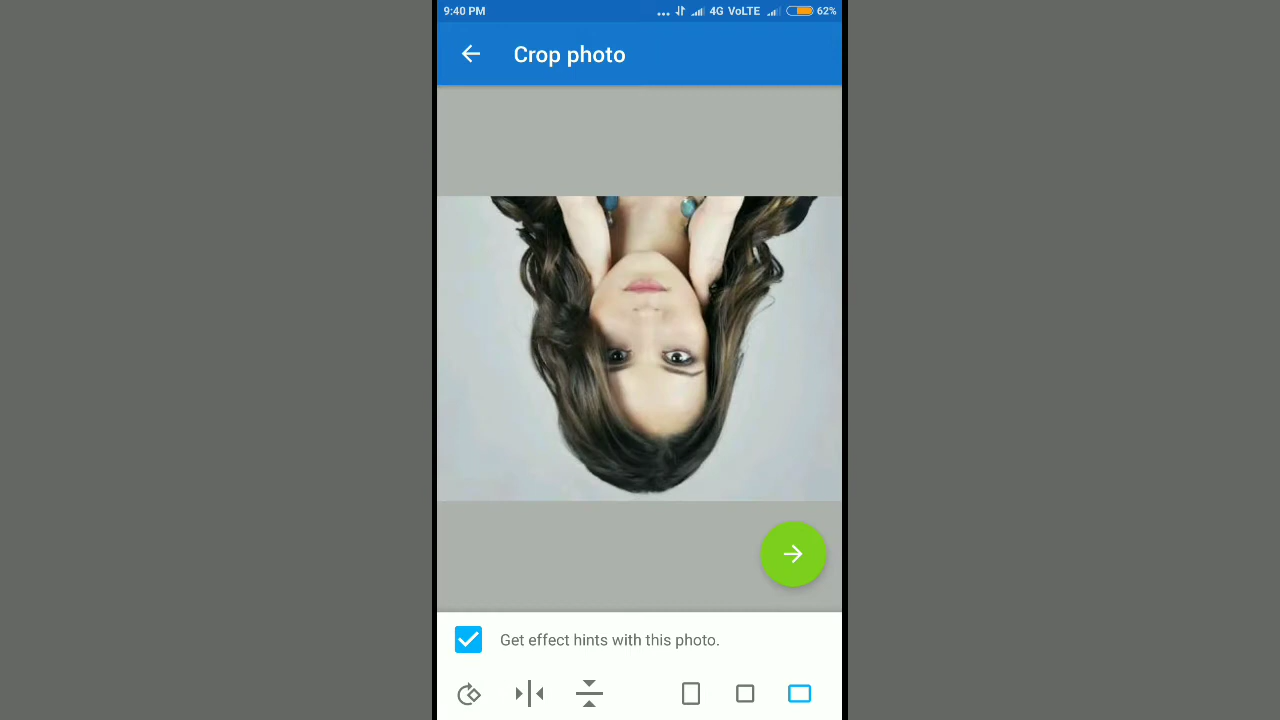 9:40 PM ... 4G VoLTE 62%
Crop photo
Get effect hints with this photo.